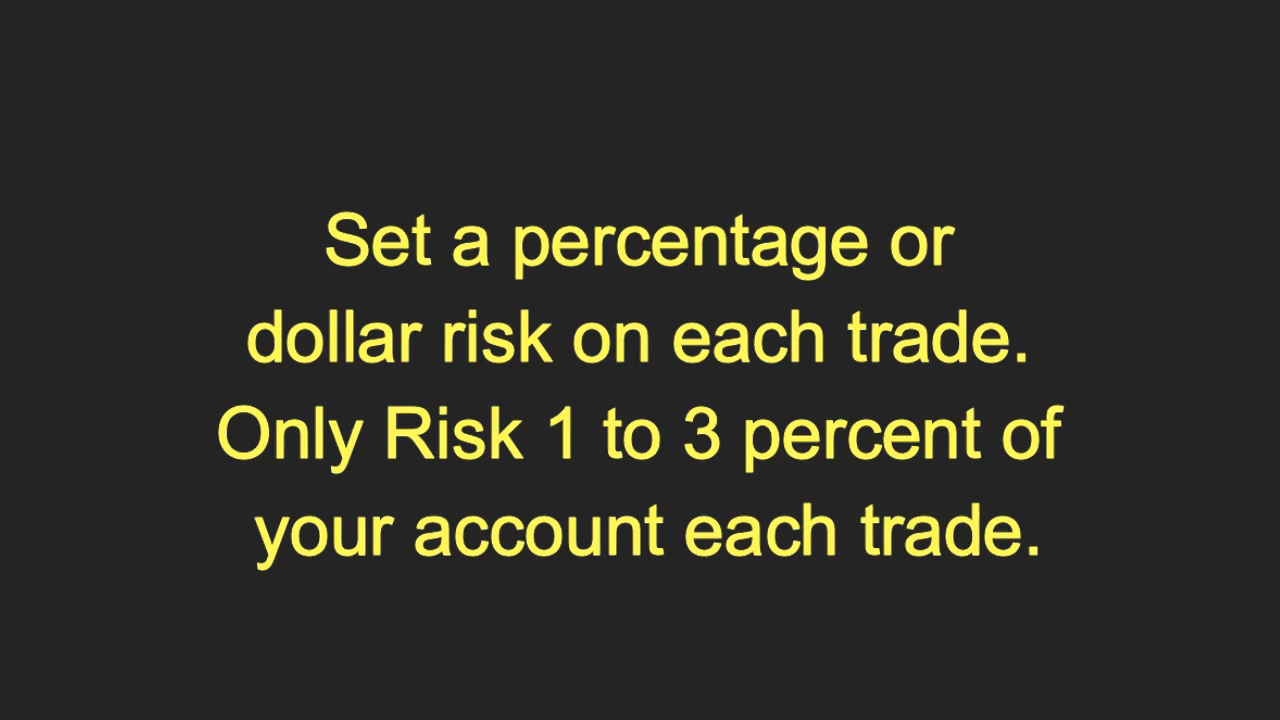 Set a percentage or
dollar risk on each trade.
Only Risk 1 to 3 percent of
your account each trade.